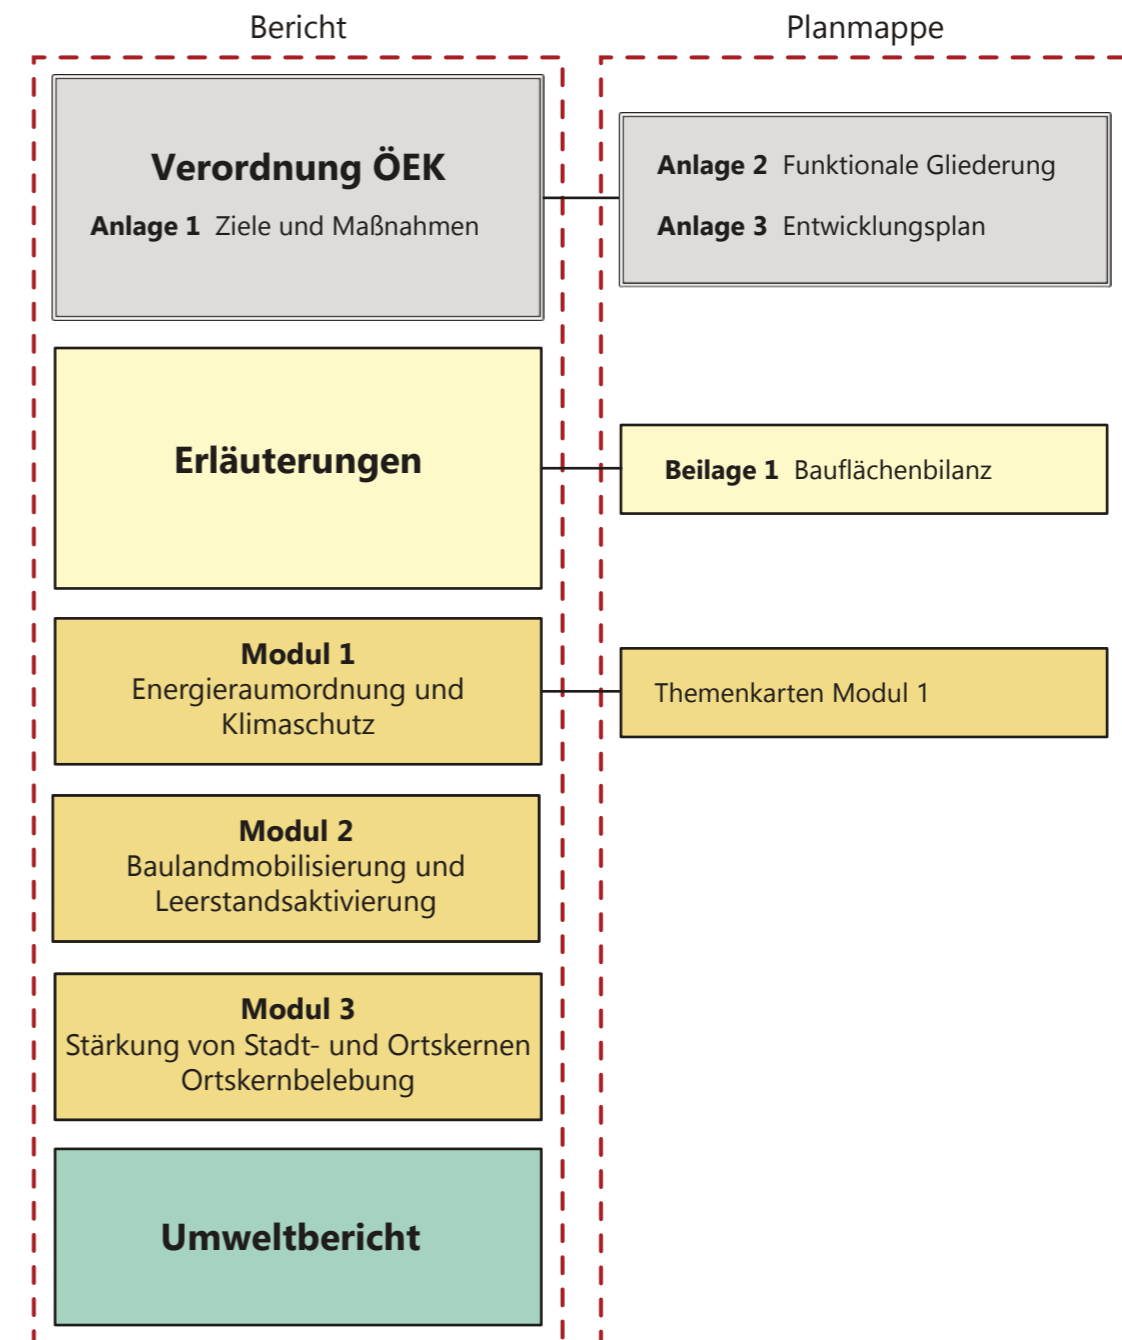 Bericht
Verordnung ÖEK
Anlage 1 Ziele und Maßnahmen
Erläuterungen
Modul 1
Energieraumordnung und
Klimaschutz
Modul 2
Baulandmobilisierung und
Leerstandsaktivierung
Modul 3
Stärkung von Stadt- und Ortskernen
Ortskernbelebung
Umweltbericht
Planmappe
Anlage 2 Funktionale Gliederung
Anlage 3 Entwicklungsplan
Beilage 1 Bauflächenbilanz
Themenkarten Modul 1